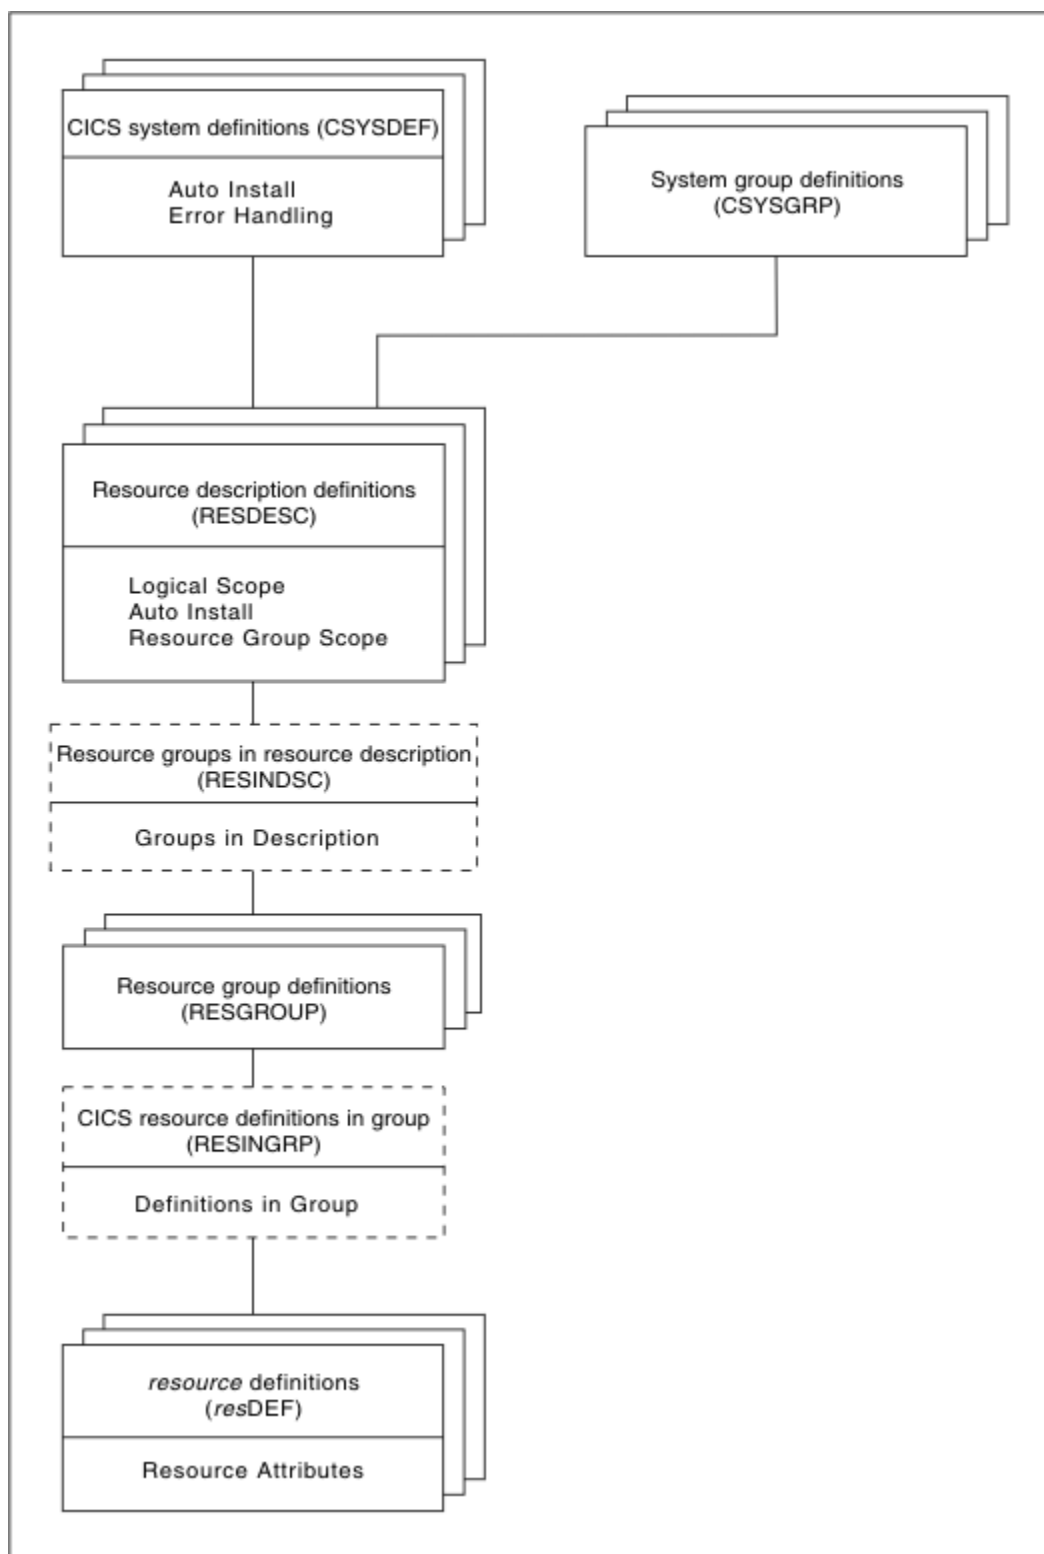 CICS system definitions (CSYSDEF)
Auto Install
Error Handling
System group definitions
(CSYSGRP)
Resource description definitions
(RESDESC)
Logical Scope
Auto Install
Resource Group Scope
Resource groups in resource description
(RESINDSC)
Groups in Description
Resource group definitions
(RESGROUP)
CICS resource definitions in group
(RESINGRP)
Definitions in Group
resource definitions
(resDEF)
Resource Attributes